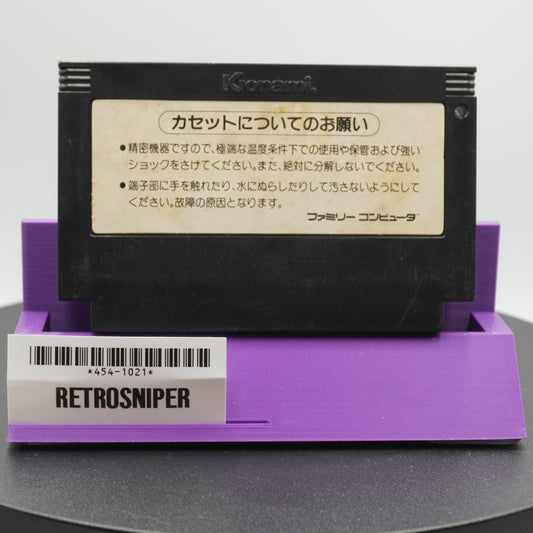 Konami
カセットについてのお願い
●精密機器ですので、極端な温度条件下での使用や保管および強い
ショックをさけてください。また、絶対に分解しないでください。
●端子部に手を触れたり、水にぬらしたりして汚さないようにして
ください。故障の原因となります。
ファミリー コンピュータ™
*454-1021*
RETROSNIPER